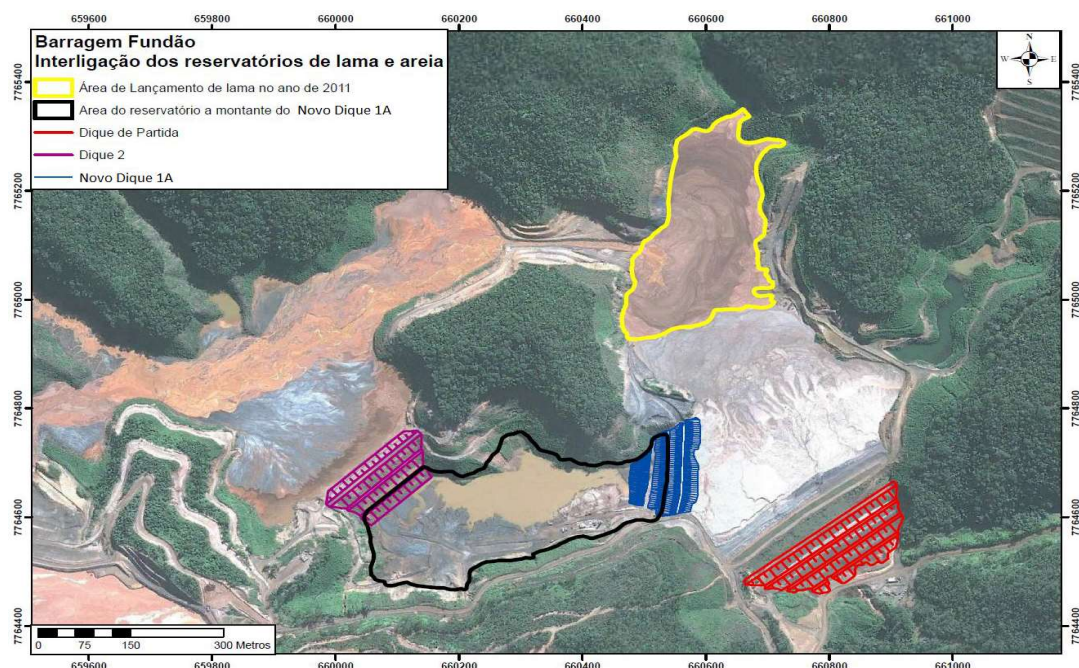 659600 659800 660000 660200 660400 660600 660800 661000
Barragem Fundão
Interligação dos reservatórios de lama e areia
Área de Lançamento de lama no ano de 2011
Area do reservatório a montante do Novo Dique 1A
Dique de Partida
Dique 2
Novo Dique 1A
N
W E
S
7765400 7765400
7765200 7765200
7765000 7765000
7764800 7764800
7764600 7764600
7764400 7764400
0 75 150 300 Metros
659600 659800 660000 660200 660400 660600 660800 661000